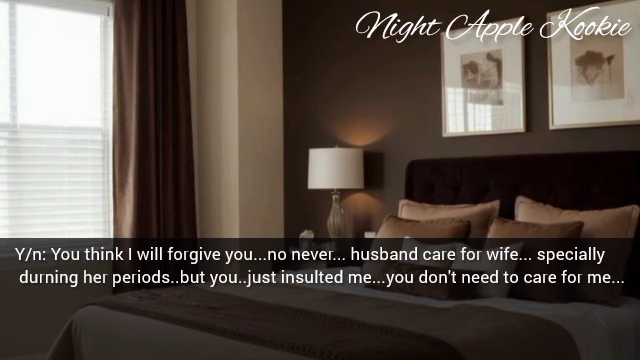 Night Apple Kookie
Y/n: You think I will forgive you...no never... husband care for wife... specially
durning her periods..but you..just insulted me...you don't need to care for me...